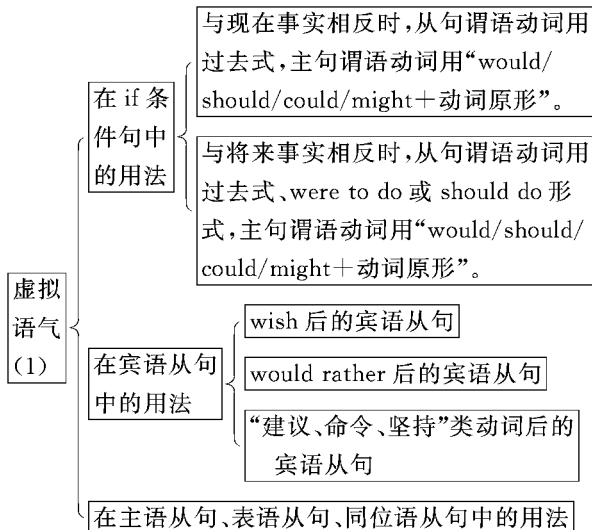 虚拟
语气
(1)
在 if 条
件句中
的用法
与现在事实相反时,从句谓语动词用
过去式,主句谓语动词用“would/
should/could/might+动词原形”。
与将来事实相反时,从句谓语动词用
过去式、were to do 或 should do 形
式,主句谓语动词用“would/should/
could/might+动词原形”。
在宾语从句
中的用法
wish 后的宾语从句
would rather 后的宾语从句
“建议、命令、坚持”类动词后的
宾语从句
在主语从句、表语从句、同位语从句中的用法